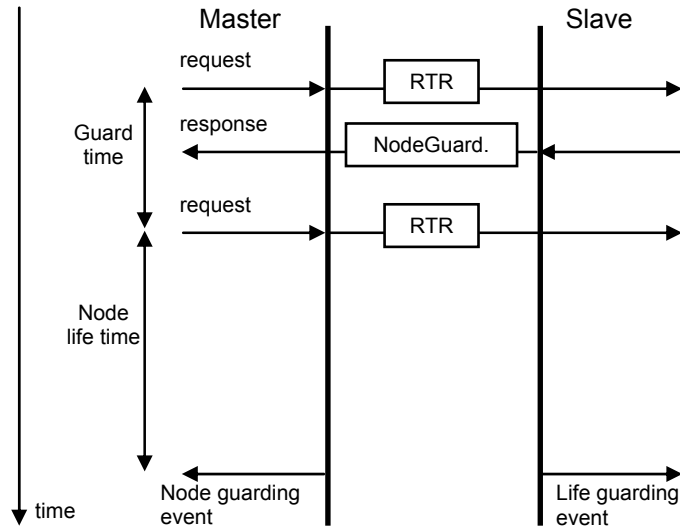 Master
Slave
request
RTR
Guard
time
response
NodeGuard.
request
RTR
Node
life time
time
Node guarding
event
Life guarding
event